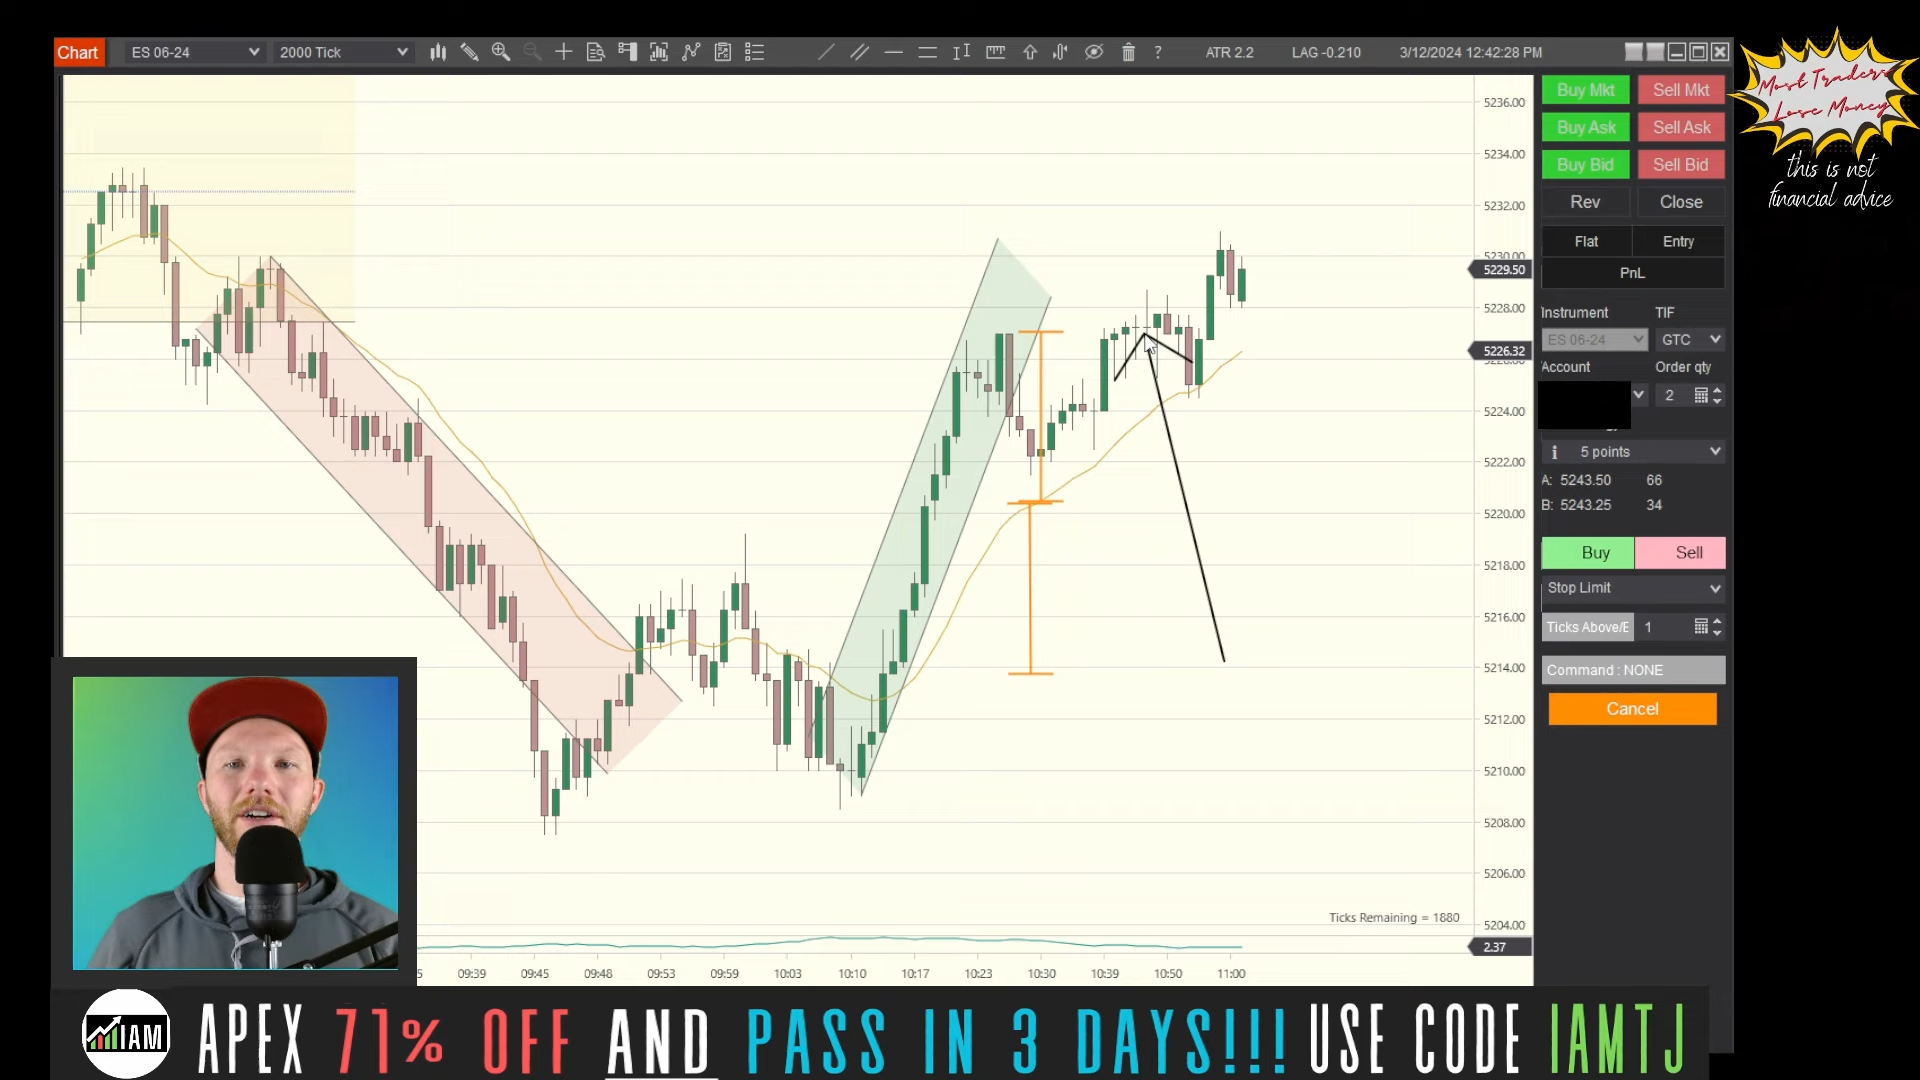 Chart
ES 06-24
2000 Tick
?
ATR 2.2
LAG -0.210
3/12/2024 12:42:28 PM
Most Traders
Lose Money
this is not
financial advice
5236.00
5234.00
5232.00
5230.00
5229.50
5228.00
5226.32
5224.00
5222.00
5220.00
5218.00
5216.00
5214.00
5212.00
5210.00
5208.00
5206.00
5204.00
2.37
Ticks Remaining = 1880
09:39 09:45 09:48 09:53 09:59 10:03 10:10 10:17 10:23 10:30 10:39 10:50 11:00
Buy Mkt Sell Mkt
Buy Ask Sell Ask
Buy Bid Sell Bid
Rev Close
Flat Entry
PnL
Instrument TIF
ES 06-24 GTC
Account Order qty
2
5 points
A: 5243.50 66
B: 5243.25 34
Buy Sell
Stop Limit
Ticks Above/B 1
Command : NONE
Cancel
IAM
APEX 71% OFF AND PASS IN 3 DAYS!!! USE CODE IAMTJ